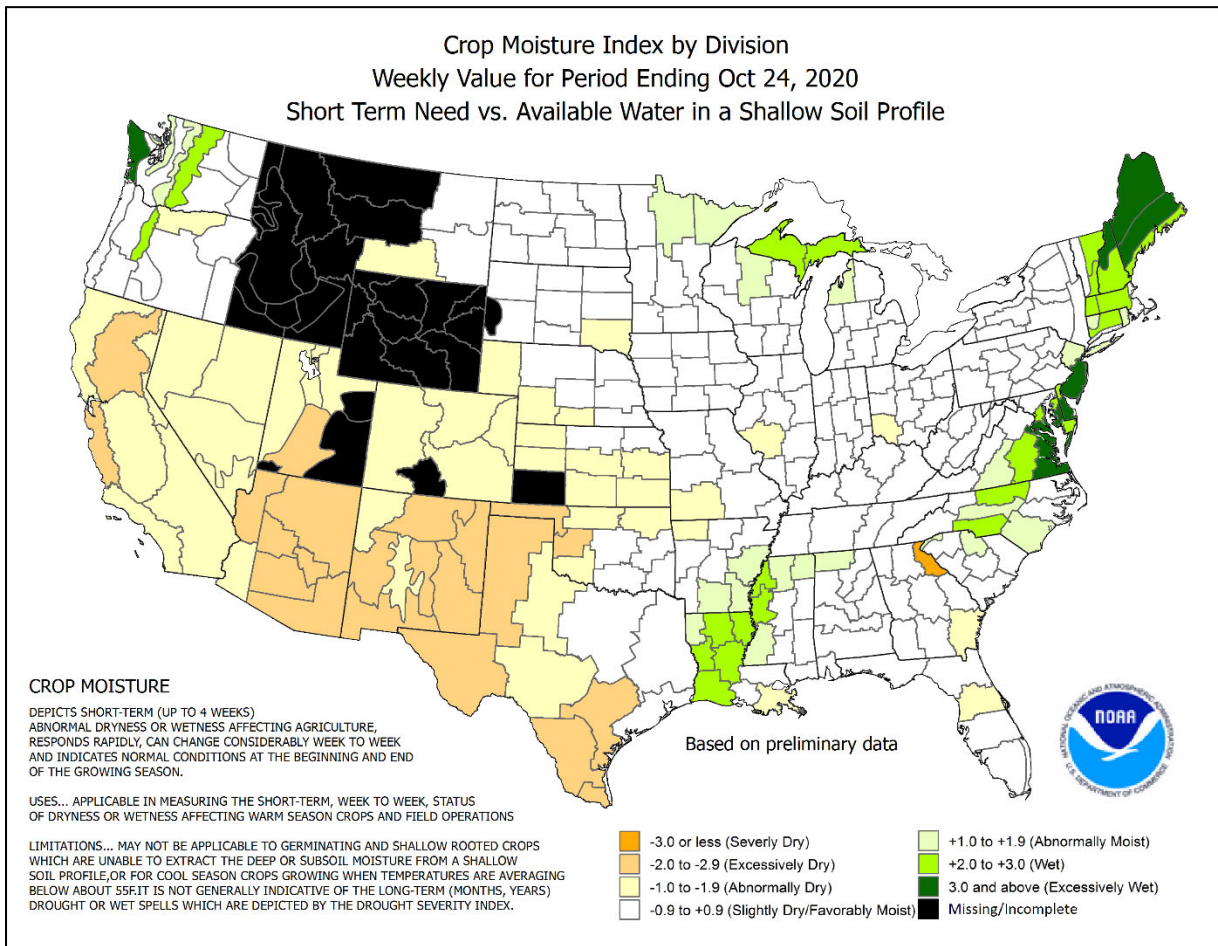 Crop Moisture Index by Division
Weekly Value for Period Ending Oct 24, 2020
Short Term Need vs. Available Water in a Shallow Soil Profile
CROP MOISTURE
DEPICTS SHORT-TERM (UP TO 4 WEEKS)
ABNORMAL DRYNESS OR WETNESS AFFECTING AGRICULTURE,
RESPONDS RAPIDLY, CAN CHANGE CONSIDERABLY WEEK TO WEEK
AND INDICATES NORMAL CONDITIONS AT THE BEGINNING AND END
OF THE GROWING SEASON.
USES... APPLICABLE IN MEASURING THE SHORT-TERM, WEEK TO WEEK, STATUS
OF DRYNESS OR WETNESS AFFECTING WARM SEASON CROPS AND FIELD OPERATIONS
LIMITATIONS... MAY NOT BE APPLICABLE TO GERMINATING AND SHALLOW ROOTED CROPS
WHICH ARE UNABLE TO EXTRACT THE DEEP OR SUBSOIL MOISTURE FROM A SHALLOW
SOIL PROFILE,OR FOR COOL SEASON CROPS GROWING WHEN TEMPERATURES ARE AVERAGING
BELOW ABOUT 55F.IT IS NOT GENERALLY INDICATIVE OF THE LONG-TERM (MONTHS, YEARS)
DROUGHT OR WET SPELLS WHICH ARE DEPICTED BY THE DROUGHT SEVERITY INDEX.
Based on preliminary data
NATIONAL OCEANIC AND ATMOSPHERIC ADMINISTRATION
NOAA
U.S. DEPARTMENT OF COMMERCE
-3.0 or less (Severly Dry)
-2.0 to -2.9 (Excessively Dry)
-1.0 to -1.9 (Abnormally Dry)
-0.9 to +0.9 (Slightly Dry/Favorably Moist)
+1.0 to +1.9 (Abnormally Moist)
+2.0 to +3.0 (Wet)
3.0 and above (Excessively Wet)
Missing/Incomplete